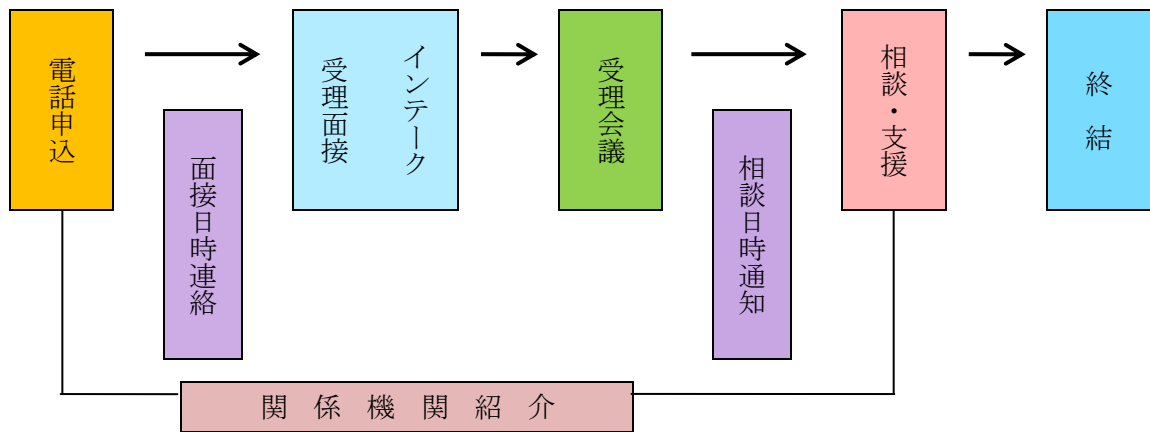 電話申込
面接日時連絡
インテーク
受理面接
受理会議
相談日時通知
相談・支援
終結
関係機関紹介